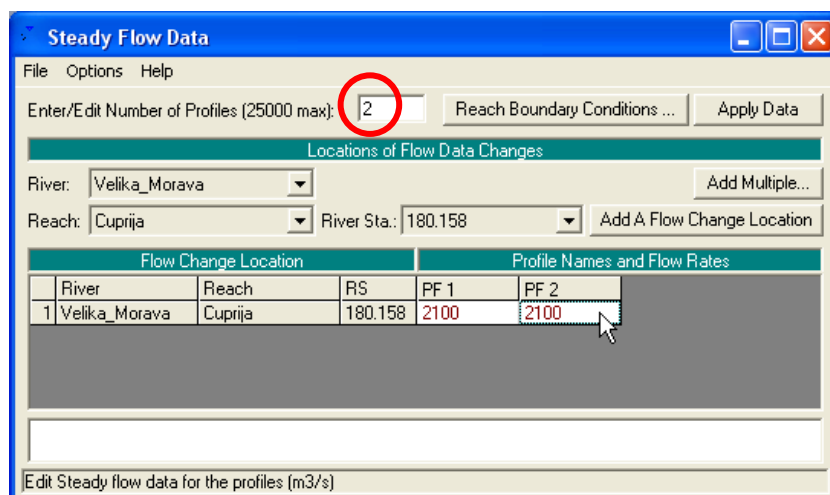 Steady Flow Data
File Options Help
Enter/Edit Number of Profiles (25000 max): 2 Reach Boundary Conditions ... Apply Data
Locations of Flow Data Changes
River: Velika_Morava Add Multiple...
Reach: Cuprija River Sta.: 180.158 Add A Flow Change Location
Flow Change Location Profile Names and Flow Rates
River Reach RS PF 1 PF 2
1 Velika_Morava Cuprija 180.158 2100 2100
Edit Steady flow data for the profiles (m3/s)